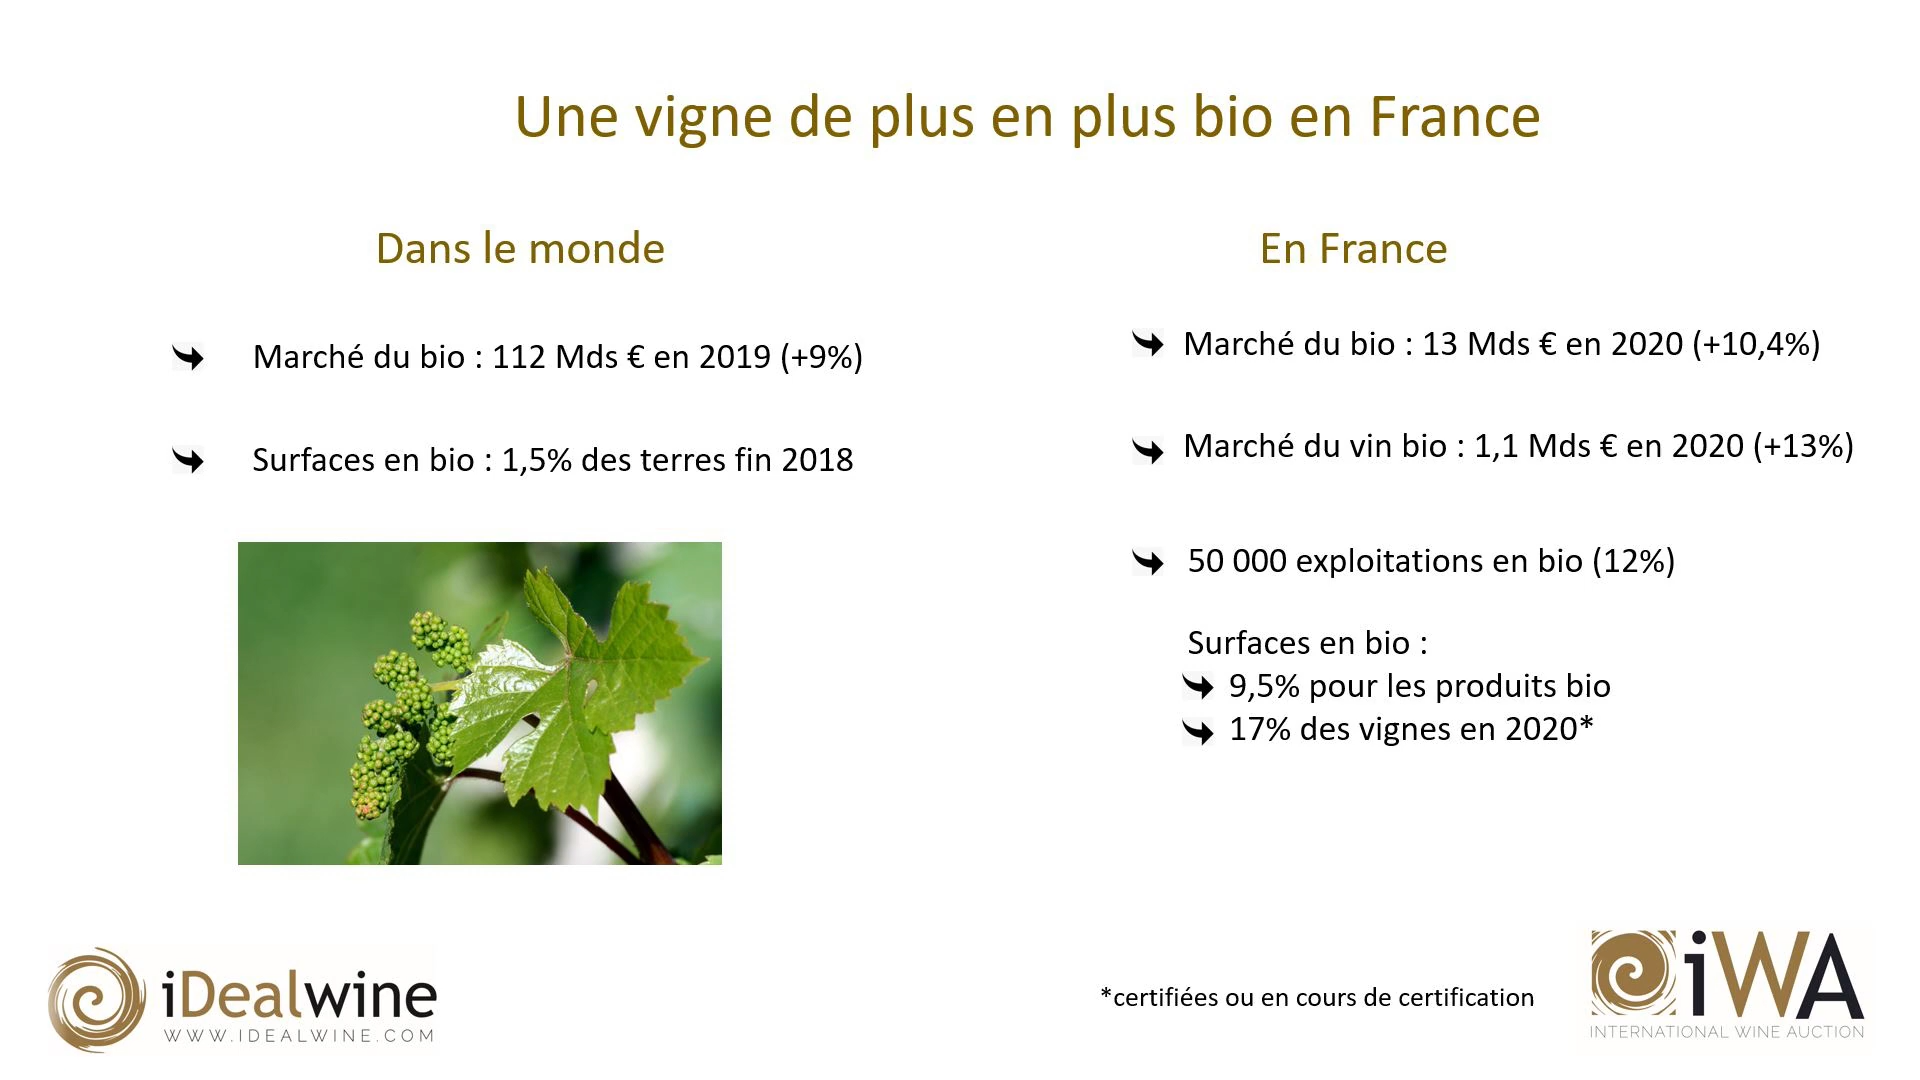 Une vigne de plus en plus bio en France
Dans le monde
Marché du bio : 112 Mds € en 2019 (+9%)
Surfaces en bio : 1,5% des terres fin 2018
En France
Marché du bio : 13 Mds € en 2020 (+10,4%)
Marché du vin bio : 1,1 Mds € en 2020 (+13%)
50 000 exploitations en bio (12%)
Surfaces en bio :
9,5% pour les produits bio
17% des vignes en 2020*
iDealwine
WWW.IDEALWINE.COM
*certifiées ou en cours de certification
iWA
INTERNATIONAL WINE AUCTION